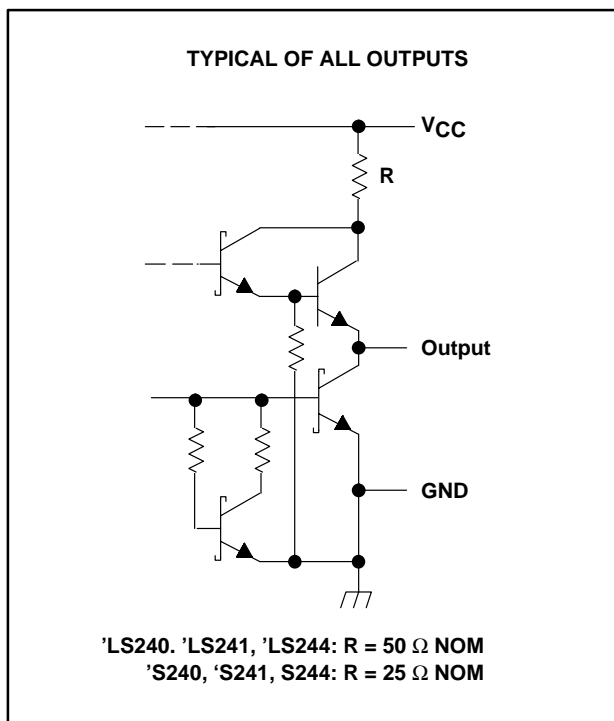 TYPICAL OF ALL OUTPUTS
VCC
R
Output
GND
’LS240. ’LS241, ’LS244: R = 50 Ω NOM
’S240, ‘S241, S244: R = 25 Ω NOM